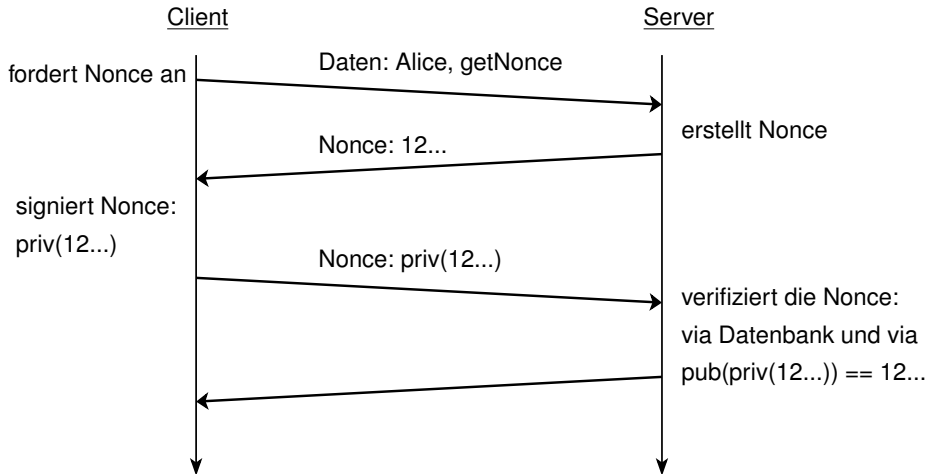 Client
Server
fordert Nonce an
Daten: Alice, getNonce
erstellt Nonce
Nonce: 12...
signiert Nonce:
priv(12...)
Nonce: priv(12...)
verifiziert die Nonce:
via Datenbank und via
pub(priv(12...)) == 12...